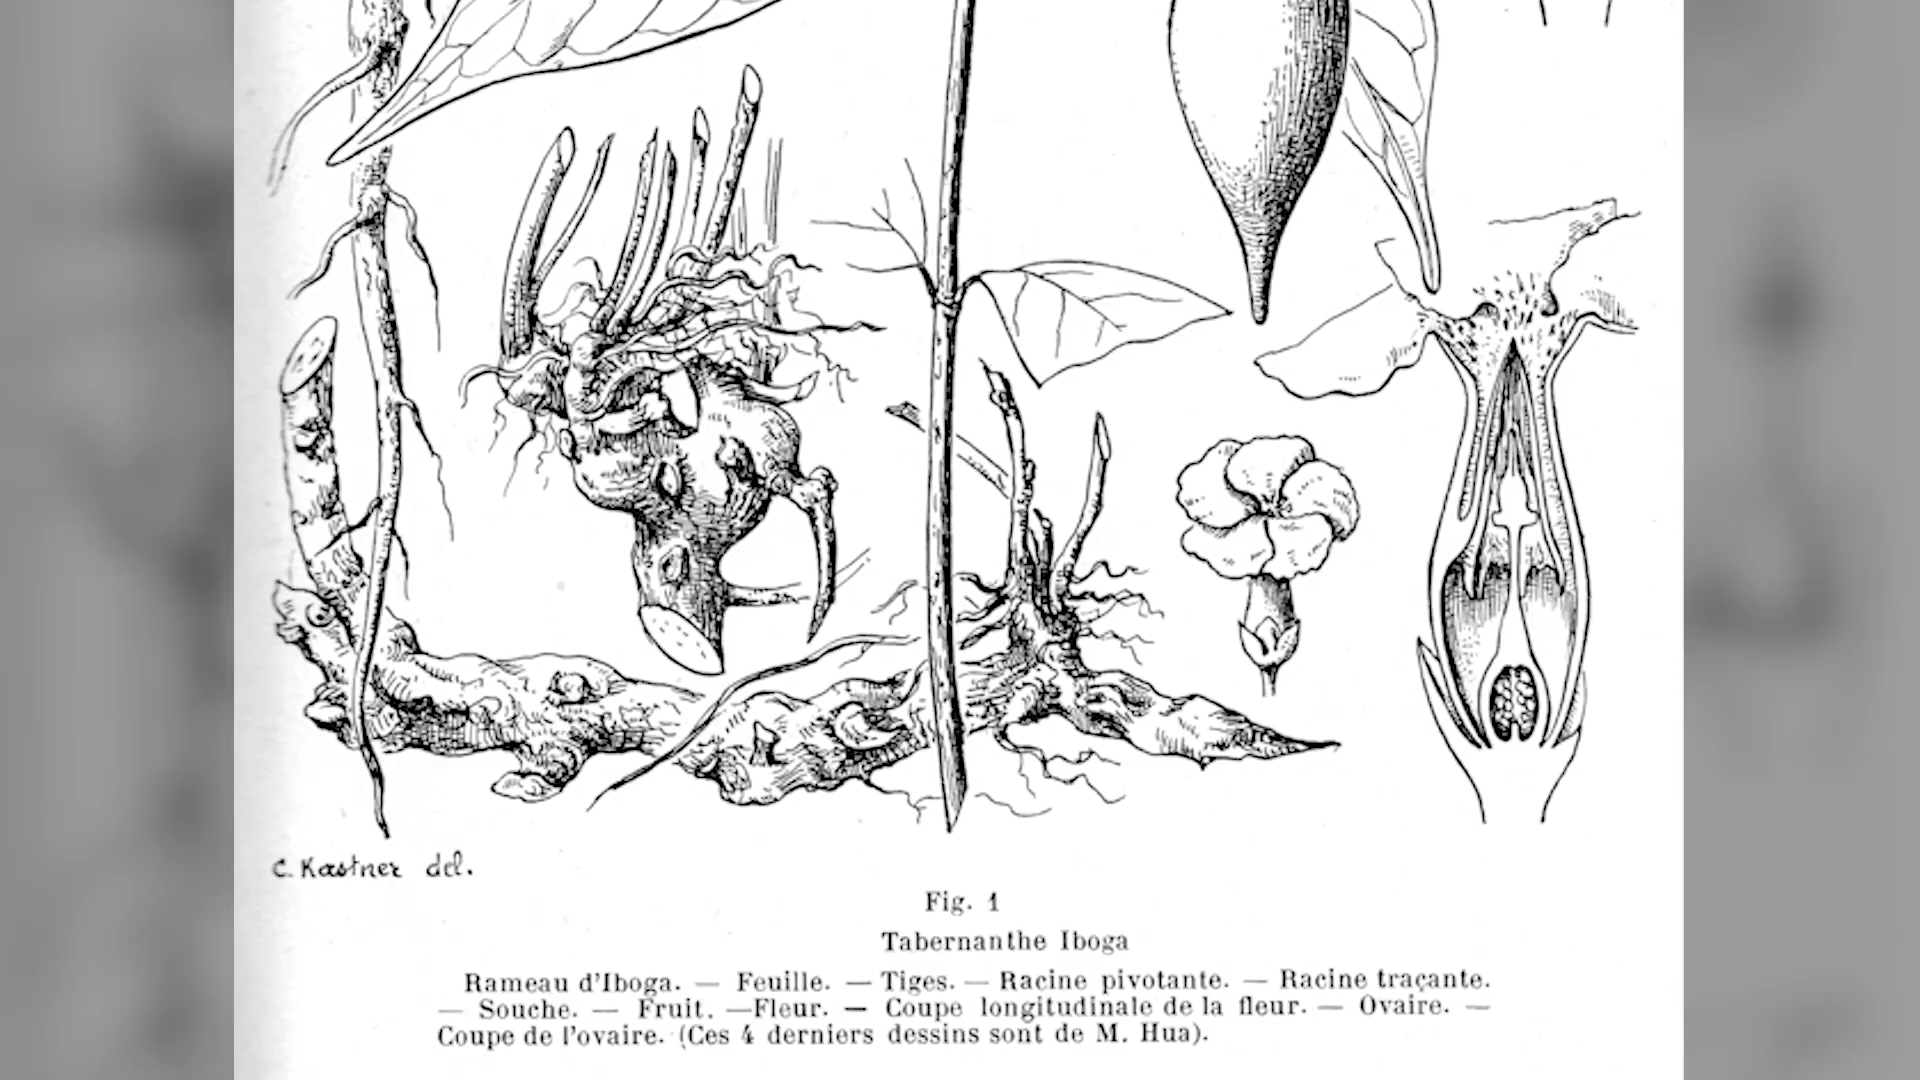 C. Kastner del.
Fig. 1
Tabernanthe Iboga
Rameau d'Iboga. — Feuille. — Tiges. — Racine pivotante. — Racine traçante.
— Souche. — Fruit. —Fleur. — Coupe longitudinale de la fleur. — Ovaire. —
Coupe de l'ovaire. (Ces 4 derniers dessins sont de M. Hua).